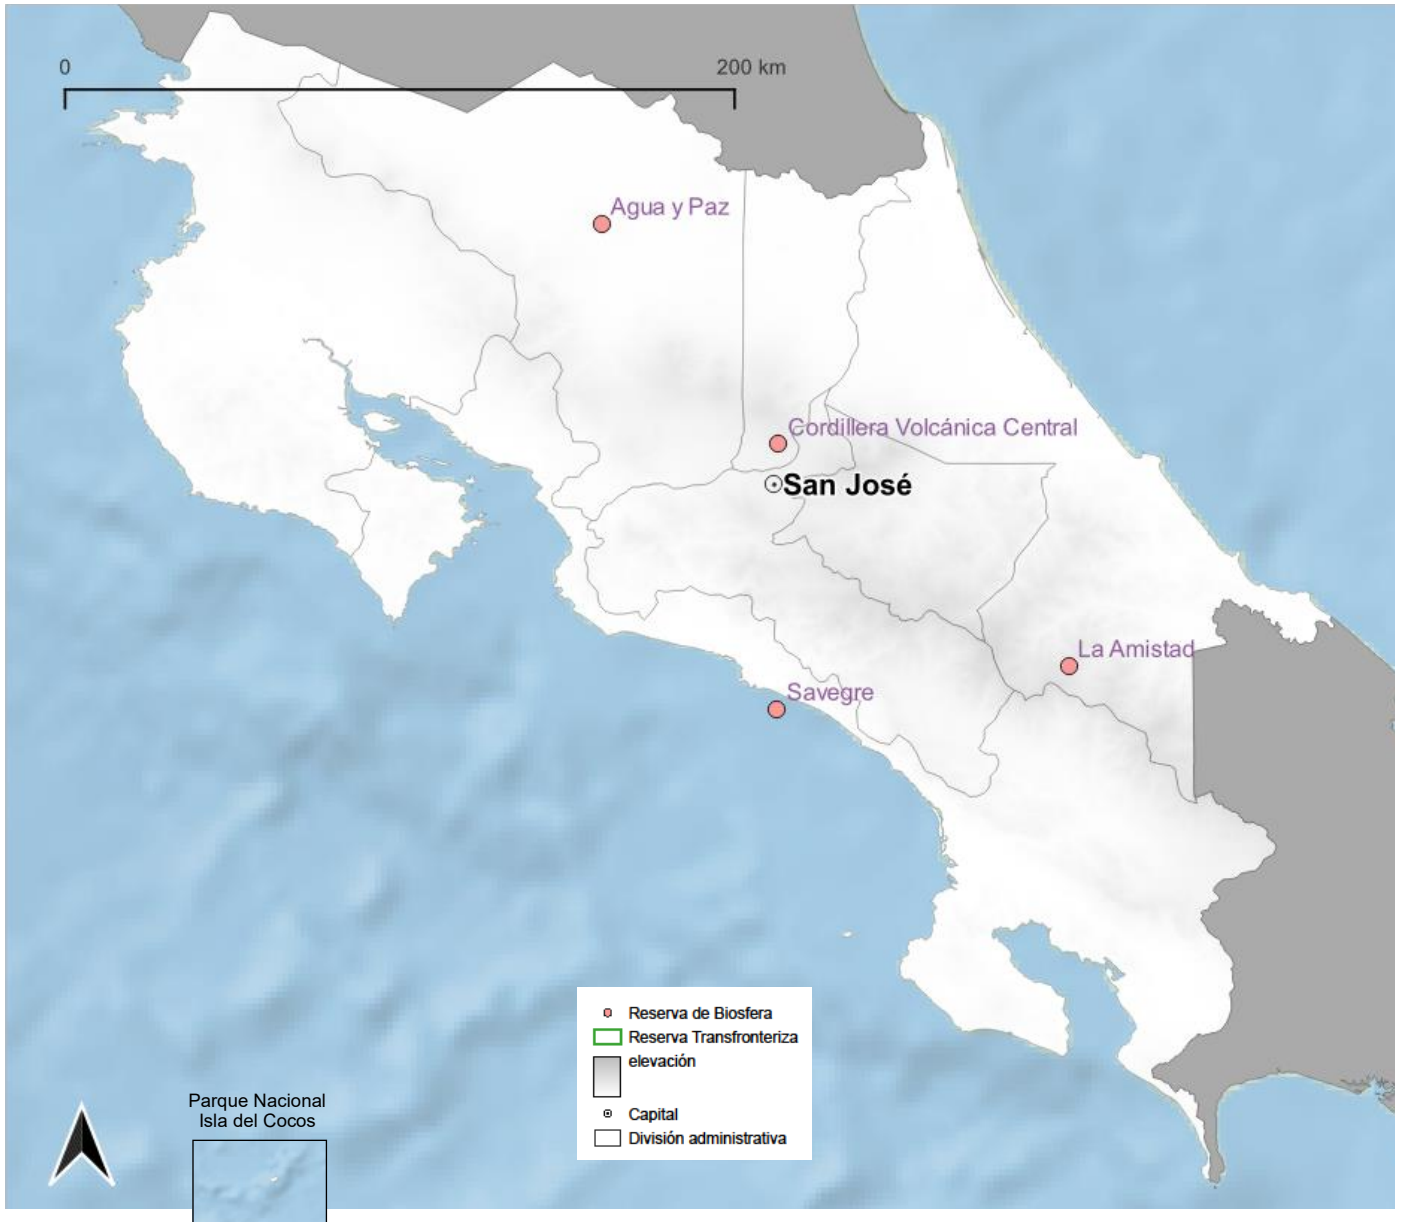 0
200 km
Agua y Paz
Cordillera Volcánica Central
San José
La Amistad
Savegre
Reserva de Biosfera
Reserva Transfronteriza
elevación
Capital
División administrativa
Parque Nacional
Isla del Cocos